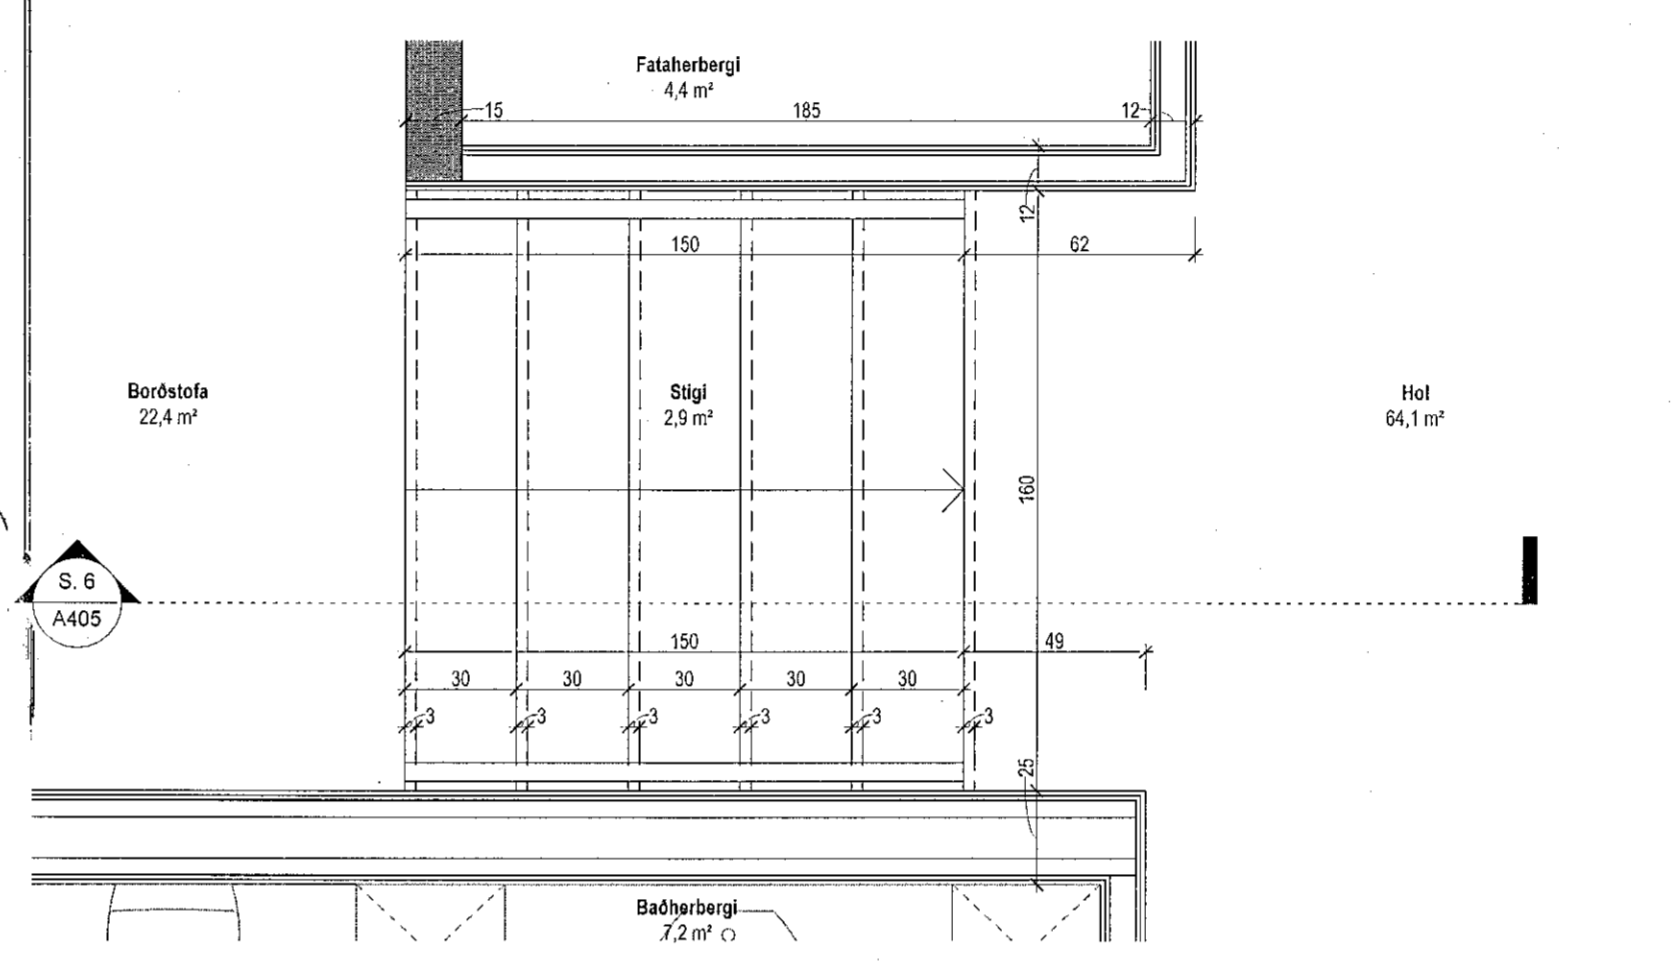 Fataherbergi
4,4 m²
15 185 12
12
150 62
Borðstofa
22,4 m²
Stigi
2,9 m²
Hol
64,1 m²
160
S. 6
A405
150 49
30 30 30 30 30
3 3 3 3 3 3
25
Baðherbergi
7,2 m²